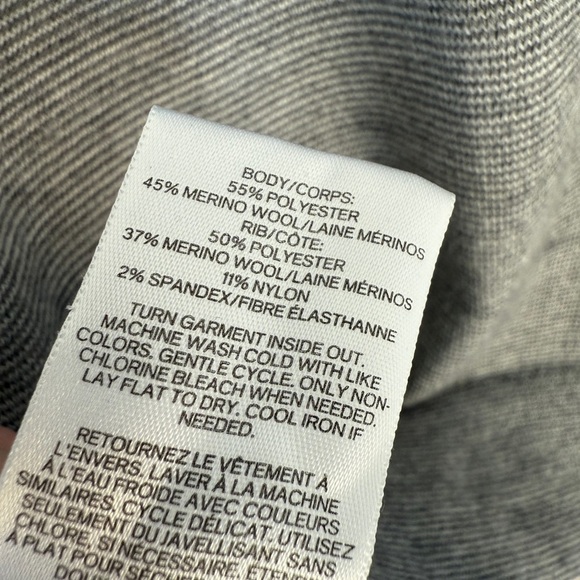 BODY/CORPS:
55% POLYESTER
45% MERINO WOOL/LAINE MÉRINOS
RIB/CÔTE:
50% POLYESTER
37% MERINO WOOL/LAINE MÉRINOS
11% NYLON
2% SPANDEX/FIBRE ÉLASTHANNE
TURN GARMENT INSIDE OUT.
MACHINE WASH COLD WITH LIKE
COLORS. GENTLE CYCLE. ONLY NON-
CHLORINE BLEACH WHEN NEEDED.
LAY FLAT TO DRY. COOL IRON IF
NEEDED.
RETOURNEZ LE VÊTEMENT À
L'ENVERS. LAVER À LA MACHINE
À L'EAU FROIDE AVEC COULEURS
SIMILAIRES, CYCLE DÉLICAT. UTILISEZ
SEULEMENT DU JAVELLISANT SANS
CHLORE, SI NÉCESSAIRE. ÉTENDRE
À PLAT POUR SÉCHER